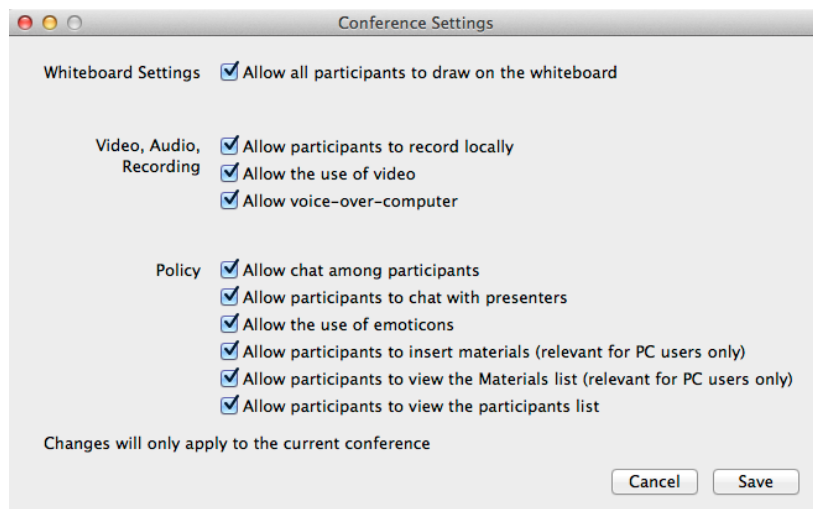 Conference Settings
Whiteboard Settings Allow all participants to draw on the whiteboard
Video, Audio, Allow participants to record locally
Recording Allow the use of video
Allow voice-over-computer
Policy Allow chat among participants
Allow participants to chat with presenters
Allow the use of emoticons
Allow participants to insert materials (relevant for PC users only)
Allow participants to view the Materials list (relevant for PC users only)
Allow participants to view the participants list
Changes will only apply to the current conference
Cancel Save